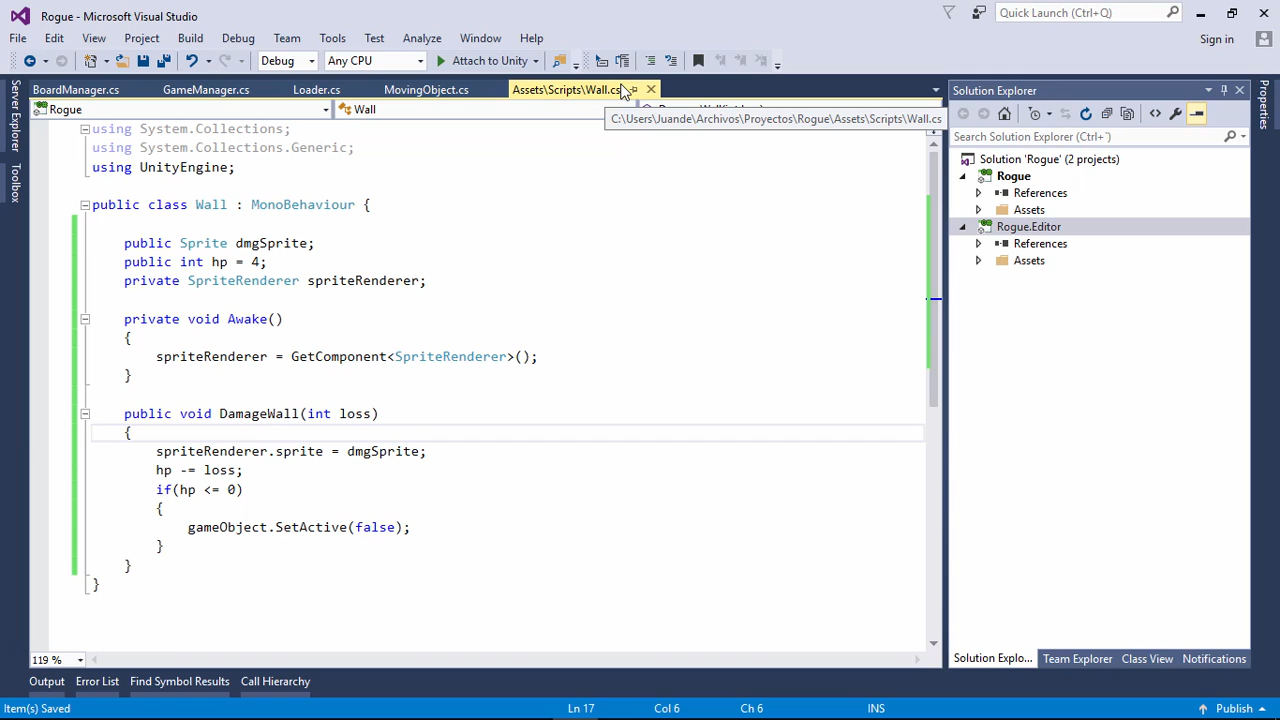 Rogue - Microsoft Visual Studio
Quick Launch (Ctrl+Q)
File Edit View Project Build Debug Team Tools Test Analyze Window Help
Sign in
Debug Any CPU Attach to Unity
BoardManager.cs GameManager.cs Loader.cs MovingObject.cs Assets\Scripts\Wall.cs
Rogue Wall
C:\Users\Juande\Archivos\Proyectos\Rogue\Assets\Scripts\Wall.cs
Server Explorer
Toolbox
using System.Collections;
using System.Collections.Generic;
using UnityEngine;
public class Wall : MonoBehaviour {
public Sprite dmgSprite;
public int hp = 4;
private SpriteRenderer spriteRenderer;
private void Awake()
{
spriteRenderer = GetComponent<SpriteRenderer>();
}
public void DamageWall(int loss)
{
spriteRenderer.sprite = dmgSprite;
hp -= loss;
if(hp <= 0)
{
gameObject.SetActive(false);
}
}
}
119 %
Solution Explorer
Search Solution Explorer (Ctrl+`)
Solution 'Rogue' (2 projects)
Rogue
References
Assets
Rogue.Editor
References
Assets
Properties
Solution Explo... Team Explorer Class View Notifications
Output Error List Find Symbol Results Call Hierarchy
Item(s) Saved Ln 17 Col 6 Ch 6 INS Publish